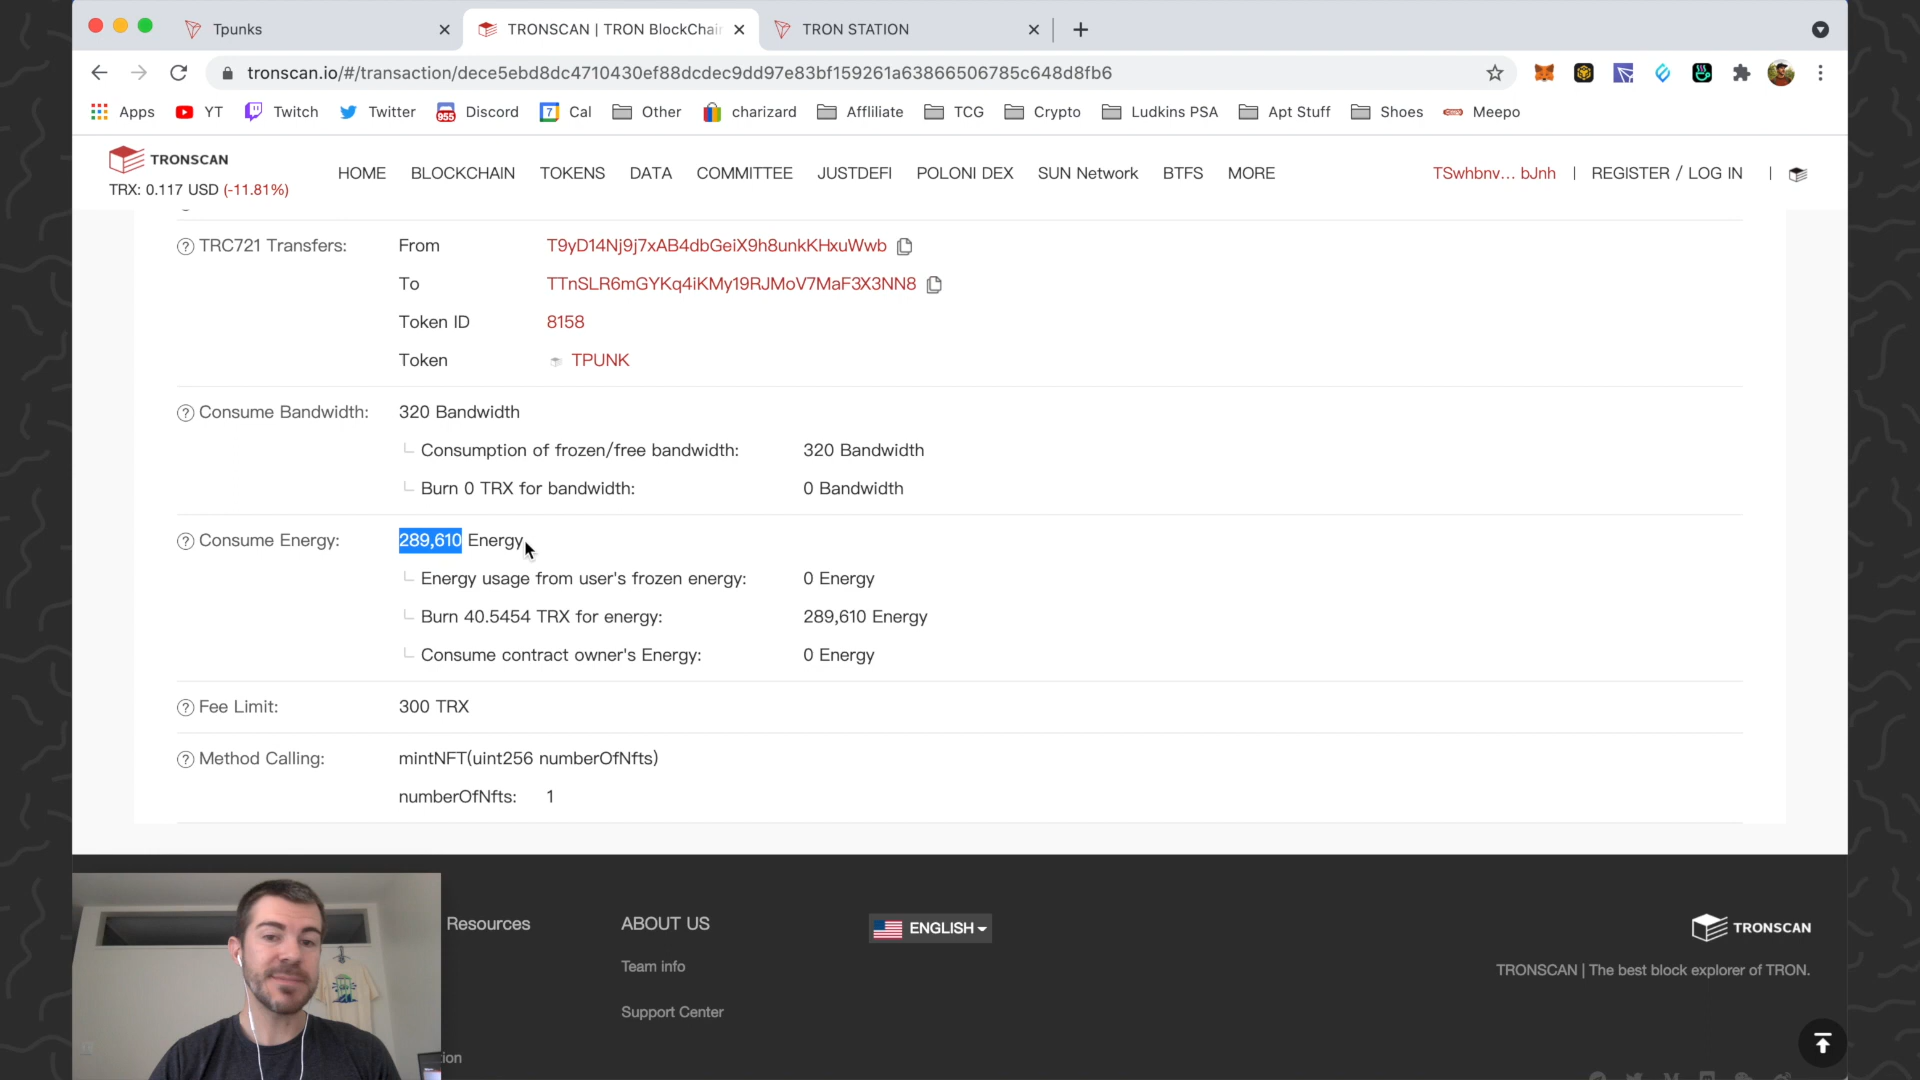 Tpunks
TRONSCAN | TRON BlockChai
TRON STATION
tronscan.io/#/transaction/dece5ebd8dc4710430ef88dcdec9dd97e83bf159261a63866506785c648d8fb6
Apps
YT
Twitch
Twitter
955
Discord
7
Cal
Other
charizard
Affliliate
TCG
Crypto
Ludkins PSA
Apt Stuff
Shoes
Meepo
TRONSCAN
TRX: 0.117 USD (-11.81%)
HOME
BLOCKCHAIN
TOKENS
DATA
COMMITTEE
JUSTDEFI
POLONI DEX
SUN Network
BTFS
MORE
TSwhbnv... bJnh | REGISTER / LOG IN |
? TRC721 Transfers:
From
T9yD14Nj9j7xAB4dbGeiX9h8unkKHxuWwb
To
TTnSLR6mGYKq4iKMy19RJMoV7MaF3X3NN8
Token ID
8158
Token
TPUNK
? Consume Bandwidth:
320 Bandwidth
Consumption of frozen/free bandwidth:
320 Bandwidth
Burn 0 TRX for bandwidth:
0 Bandwidth
? Consume Energy:
289,610 Energy
Energy usage from user's frozen energy:
0 Energy
Burn 40.5454 TRX for energy:
289,610 Energy
Consume contract owner's Energy:
0 Energy
? Fee Limit:
300 TRX
? Method Calling:
mintNFT(uint256 numberOfNfts)
numberOfNfts:
1
Resources
ABOUT US
Team info
Support Center
ENGLISH
TRONSCAN
TRONSCAN | The best block explorer of TRON.